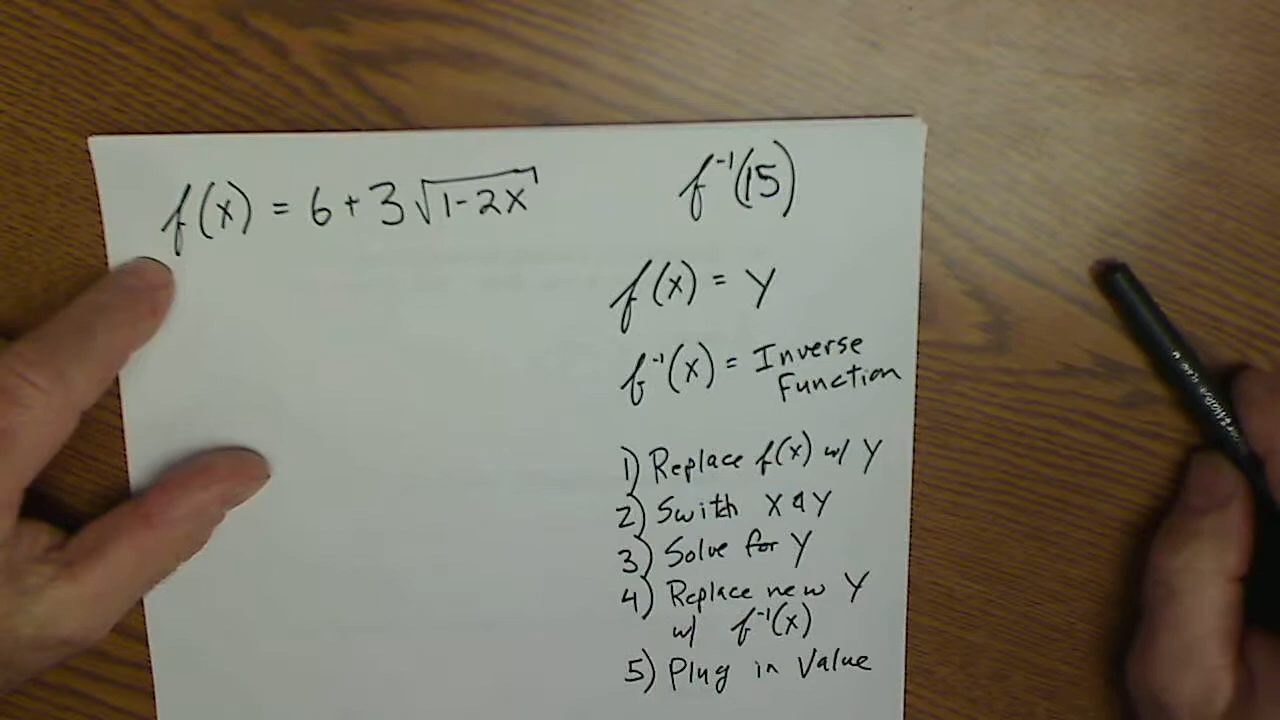 f(x) = 6 + 3√1-2x
f⁻¹(15)
f(x) = y
f⁻¹(x) = Inverse
Function
1) Replace f(x) w/ y
2) Swith x & y
3) Solve for y
4) Replace new y
w/ f⁻¹(x)
5) Plug in Value